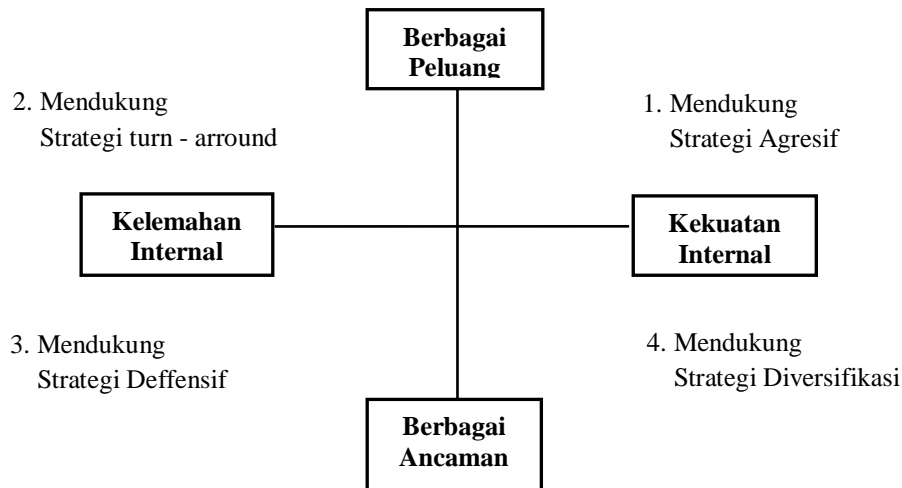 Berbagai
Peluang
2. Mendukung
Strategi turn - arround
1. Mendukung
Strategi Agresif
Kelemahan
Internal
Kekuatan
Internal
3. Mendukung
Strategi Deffensif
4. Mendukung
Strategi Diversifikasi
Berbagai
Ancaman